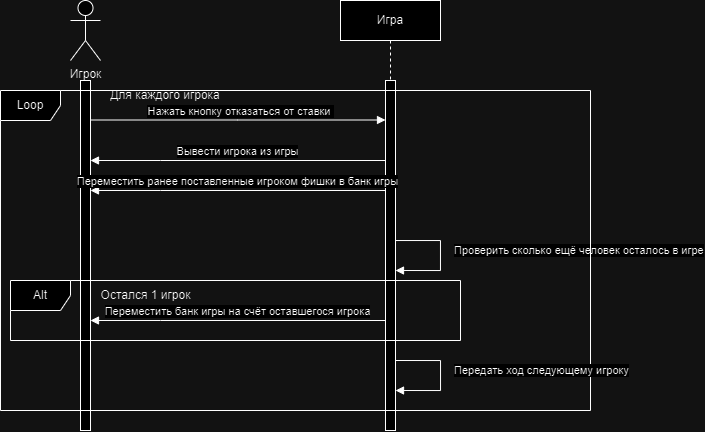 Игра
Игрок
Loop
Для каждого игрока
Нажать кнопку отказаться от ставки
Вывести игрока из игры
Переместить ранее поставленные игроком фишки в банк игры
Проверить сколько ещё человек осталось в игре
Alt
Остался 1 игрок
Переместить банк игры на счёт оставшегося игрока
Передать ход следующему игроку